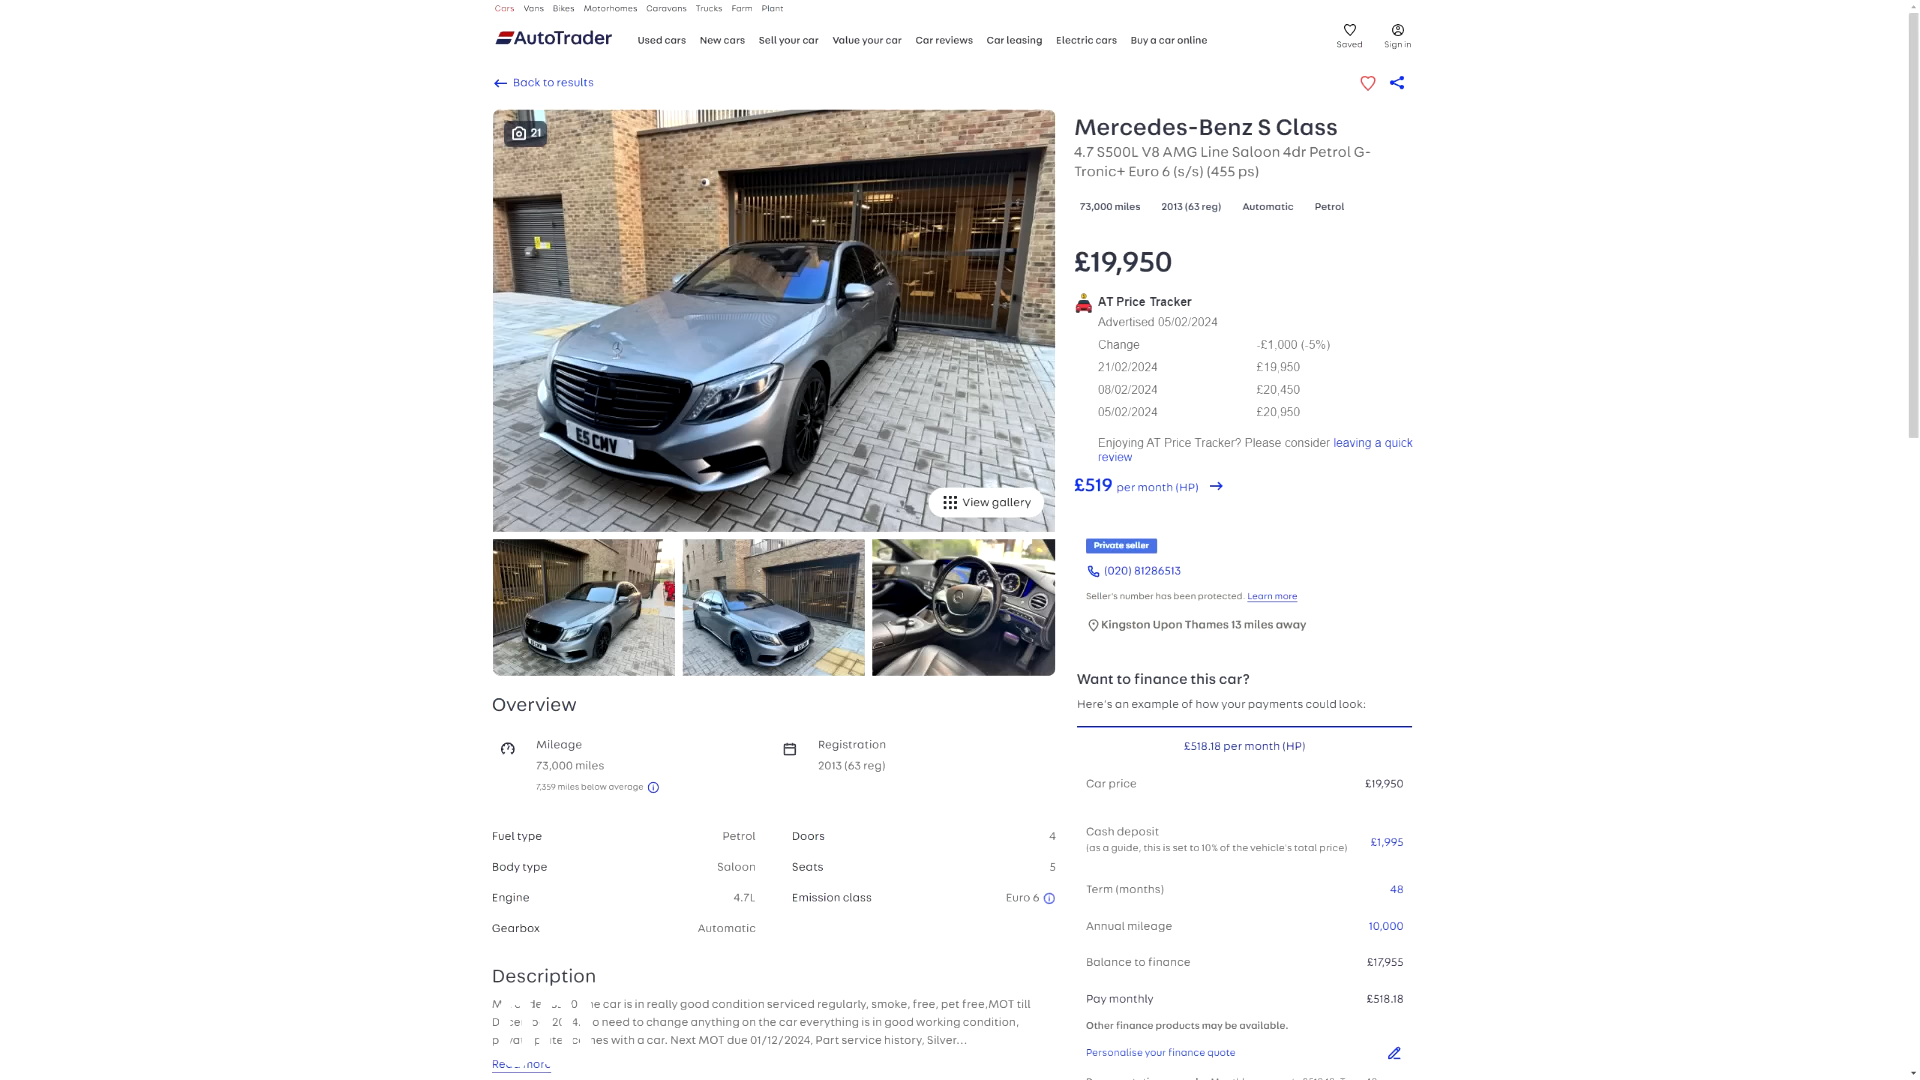 Cars Vans Bikes Motorhomes Caravans Trucks Farm Plant
AutoTrader Used cars New cars Sell your car Value your car Car reviews Car leasing Electric cars Buy a car online Saved Sign in
Back to results
21
E5 CMV
View gallery
Mercedes-Benz S Class
4.7 S500L V8 AMG Line Saloon 4dr Petrol G-
Tronic+ Euro 6 (s/s) (455 ps)
73,000 miles 2013 (63 reg) Automatic Petrol
£19,950
AT Price Tracker
Advertised 05/02/2024
Change -£1,000 (-5%)
21/02/2024 £19,950
08/02/2024 £20,450
05/02/2024 £20,950
Enjoying AT Price Tracker? Please consider leaving a quick
review
£519 per month (HP)
Private seller
(020) 81286513
Seller's number has been protected. Learn more
Kingston Upon Thames 13 miles away
Want to finance this car?
Here's an example of how your payments could look:
£518.18 per month (HP)
Car price £19,950
Cash deposit
(as a guide, this is set to 10% of the vehicle's total price) £1,995
Term (months) 48
Annual mileage 10,000
Balance to finance £17,955
Pay monthly £518.18
Other finance products may be available.
Personalise your finance quote
Overview
Mileage
73,000 miles
7,359 miles below average
Registration
2013 (63 reg)
Fuel type Petrol Doors 4
Body type Saloon Seats 5
Engine 4.7L Emission class Euro 6
Gearbox Automatic
Description
car is in really good condition serviced regularly, smoke, free, pet free,MOT till
need to change anything on the car everything is in good working condition,
with a car. Next MOT due 01/12/2024, Part service history, Silver...
Read more